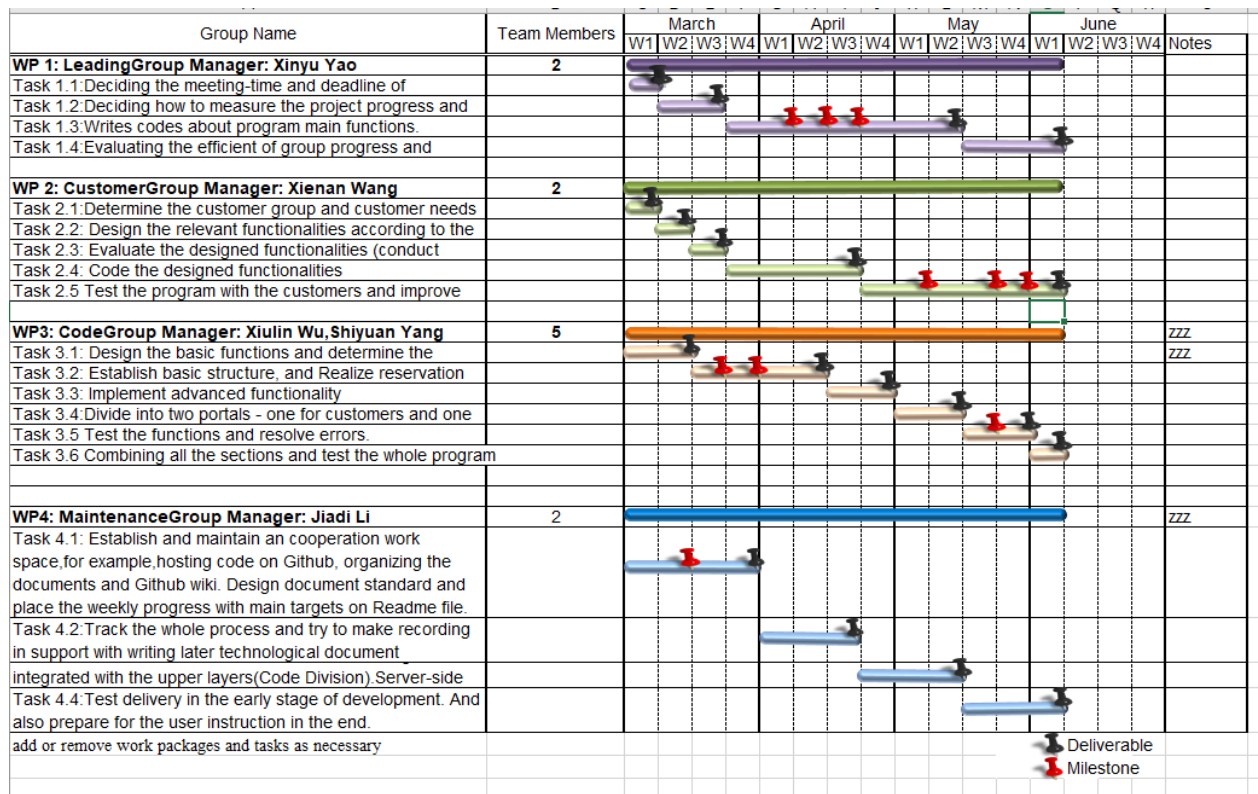 Group Name Team Members March April May June
W1 W2 W3 W4 W1 W2 W3 W4 W1 W2 W3 W4 W1 W2 W3 W4 Notes
WP 1: LeadingGroup Manager: Xinyu Yao 2
Task 1.1:Deciding the meeting-time and deadline of
Task 1.2:Deciding how to measure the project progress and
Task 1.3:Writes codes about program main functions.
Task 1.4:Evaluating the efficient of group progress and
WP 2: CustomerGroup Manager: Xienan Wang 2
Task 2.1:Determine the customer group and customer needs
Task 2.2: Design the relevant functionalities according to the
Task 2.3: Evaluate the designed functionalities (conduct
Task 2.4: Code the designed functionalities
Task 2.5 Test the program with the customers and improve
WP3: CodeGroup Manager: Xiulin Wu,Shiyuan Yang 5 zzz
Task 3.1: Design the basic functions and determine the zzz
Task 3.2: Establish basic structure, and Realize reservation
Task 3.3: Implement advanced functionality
Task 3.4:Divide into two portals - one for customers and one
Task 3.5 Test the functions and resolve errors.
Task 3.6 Combining all the sections and test the whole program
WP4: MaintenanceGroup Manager: Jiadi Li 2 zzz
Task 4.1: Establish and maintain an cooperation work
space,for example,hosting code on Github, organizing the
documents and Github wiki. Design document standard and
place the weekly progress with main targets on Readme file.
Task 4.2:Track the whole process and try to make recording
in support with writing later technological document
integrated with the upper layers(Code Division).Server-side
Task 4.4:Test delivery in the early stage of development. And
also prepare for the user instruction in the end.
add or remove work packages and tasks as necessary
Deliverable
Milestone